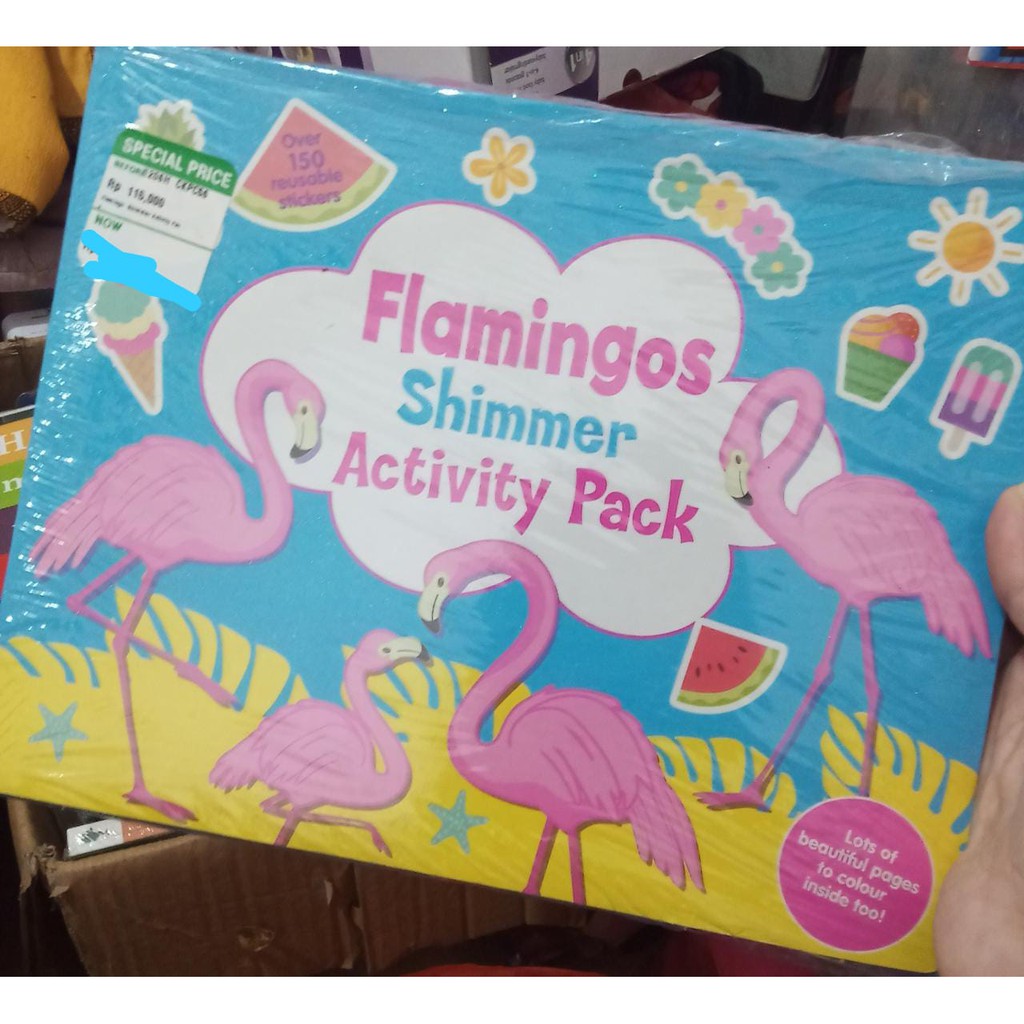 SPECIAL PRICE
Rp 115,000
NOW
Over
150
reusable
stickers
Flamingos
Shimmer
Activity Pack
Lots of
beautiful pages
to colour
inside too!